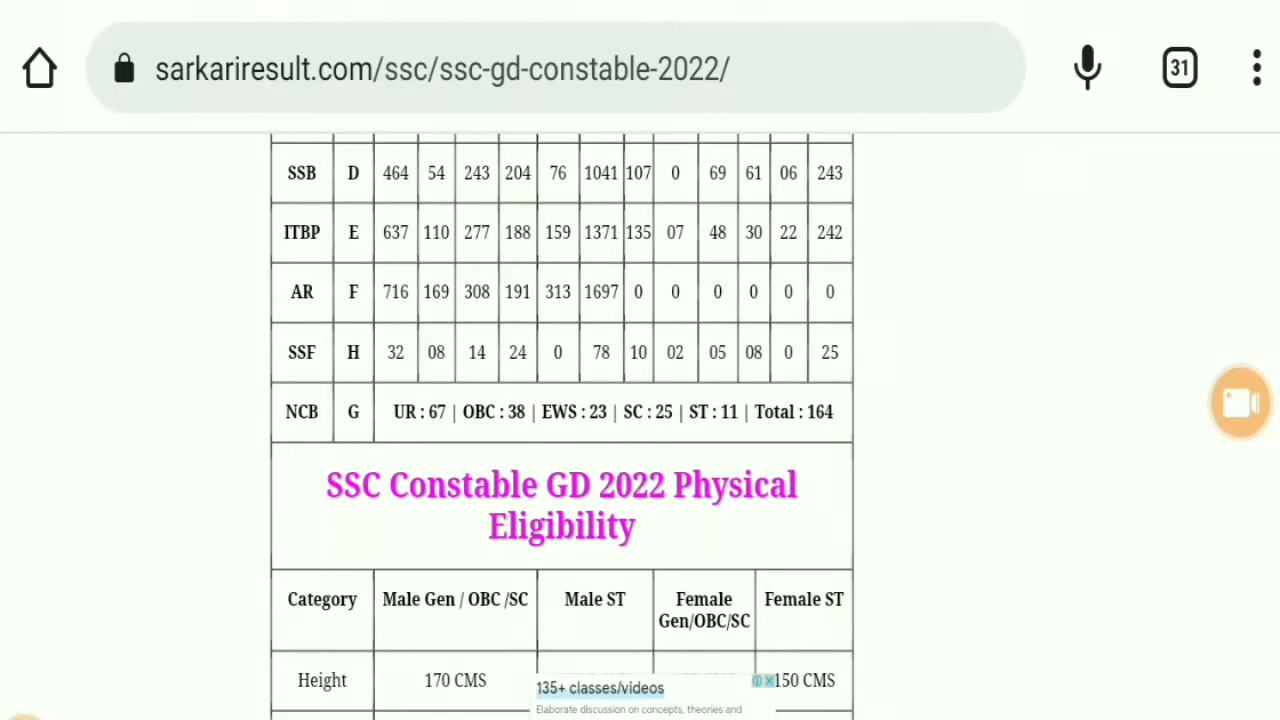 sarkariresult.com/ssc/ssc-gd-constable-2022/
31
SSB D 464 54 243 204 76 1041 107 0 69 61 06 243
ITBP E 637 110 277 188 159 1371 135 07 48 30 22 242
AR F 716 169 308 191 313 1697 0 0 0 0 0 0
SSF H 32 08 14 24 0 78 10 02 05 08 0 25
NCB G UR : 67 | OBC : 38 | EWS : 23 | SC : 25 | ST : 11 | Total : 164
SSC Constable GD 2022 Physical
Eligibility
Category Male Gen / OBC /SC Male ST Female Gen/OBC/SC Female ST
Height 170 CMS 150 CMS
135+ classes/videos
Elaborate discussion on concepts, theories and